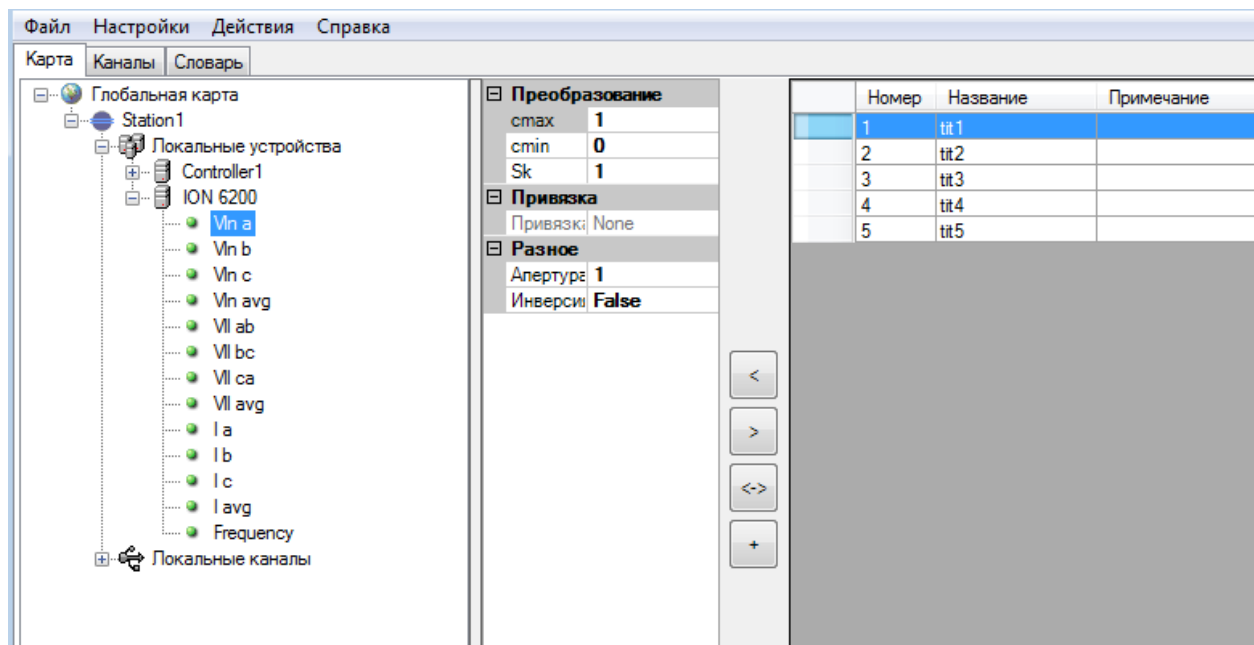 Файл Настройки Действия Справка
Карта Каналы Словарь
Глобальная карта
Station1
Локальные устройства
Controller1
ION 6200
Vln a
Vln b
Vln c
Vln avg
Vll ab
Vll bc
Vll ca
Vll avg
I a
I b
I c
I avg
Frequency
Локальные каналы
Преобразование
cmax 1
cmin 0
Sk 1
Привязка
Привязка None
Разное
Апертура 1
Инверси False
<
>
<->
+
Номер Название Примечание
1 tit1
2 tit2
3 tit3
4 tit4
5 tit5